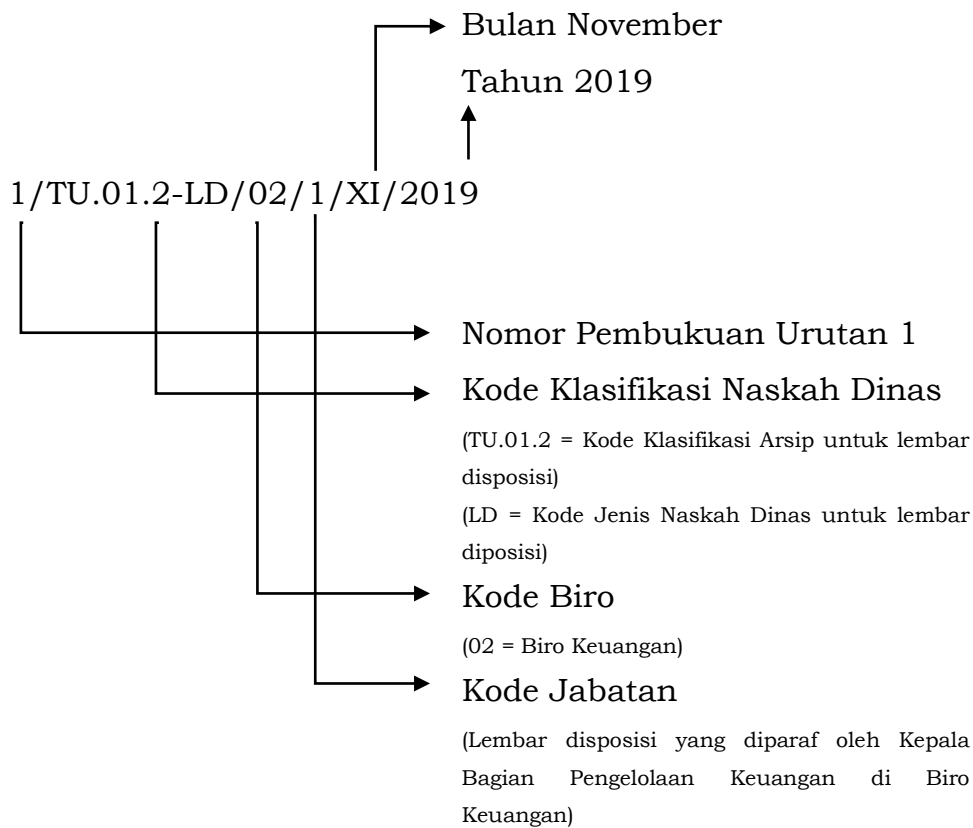 Bulan November
Tahun 2019
1/TU.01.2-LD/02/1/XI/2019
Nomor Pembukuan Urutan 1
Kode Klasifikasi Naskah Dinas
(TU.01.2 = Kode Klasifikasi Arsip untuk lembar
disposisi)
(LD = Kode Jenis Naskah Dinas untuk lembar
diposisi)
Kode Biro
(02 = Biro Keuangan)
Kode Jabatan
(Lembar disposisi yang diparaf oleh Kepala
Bagian Pengelolaan Keuangan di Biro
Keuangan)